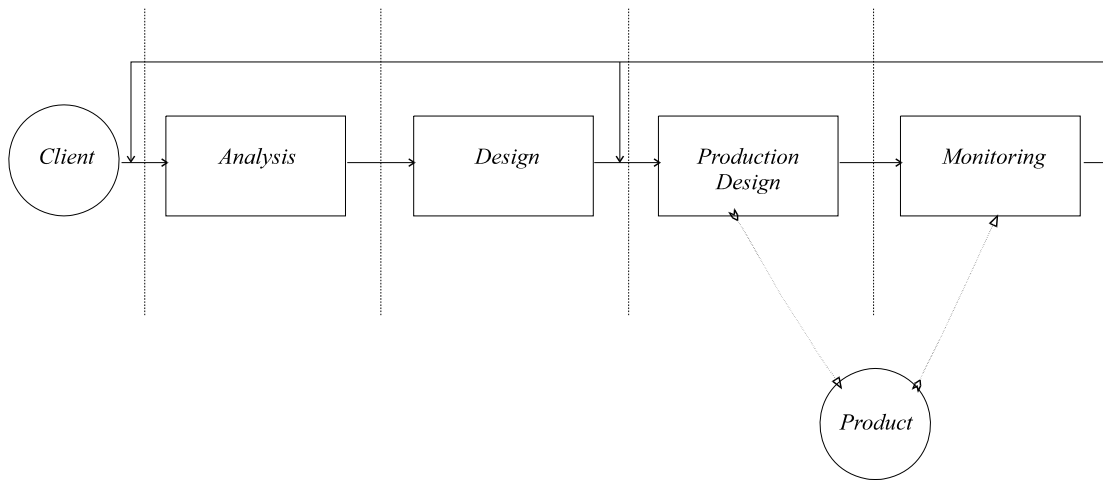 Client
Analysis
Design
Production
Design
Monitoring
Product